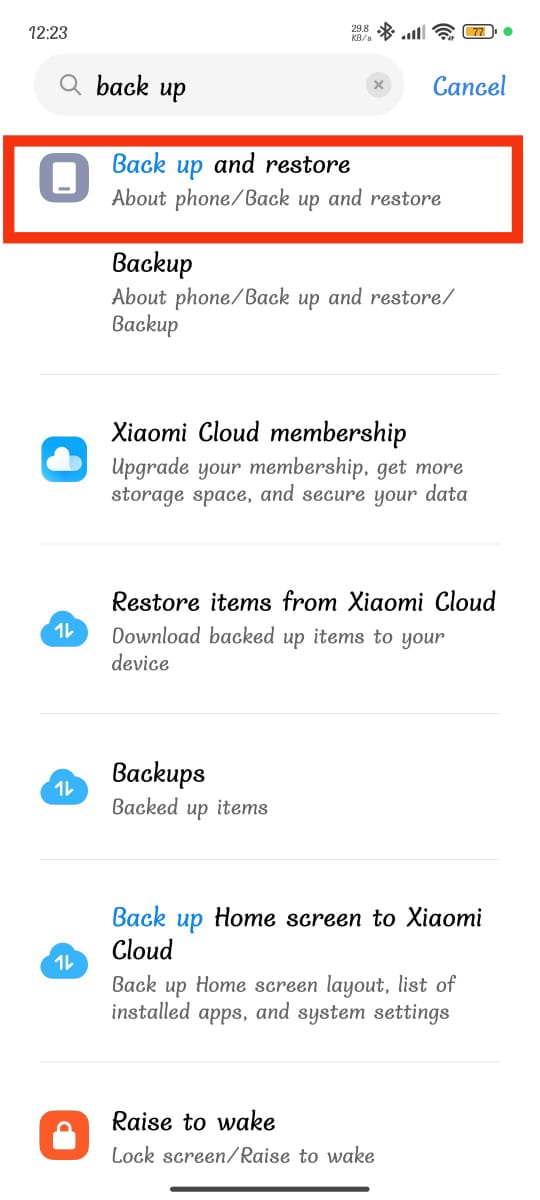 12:23
29.8
KB/s
77
back up
Cancel
Back up and restore
About phone/Back up and restore
Backup
About phone/Back up and restore/
Backup
Xiaomi Cloud membership
Upgrade your membership, get more
storage space, and secure your data
Restore items from Xiaomi Cloud
Download backed up items to your
device
Backups
Backed up items
Back up Home screen to Xiaomi
Cloud
Back up Home screen layout, list of
installed apps, and system settings
Raise to wake
Lock screen/Raise to wake